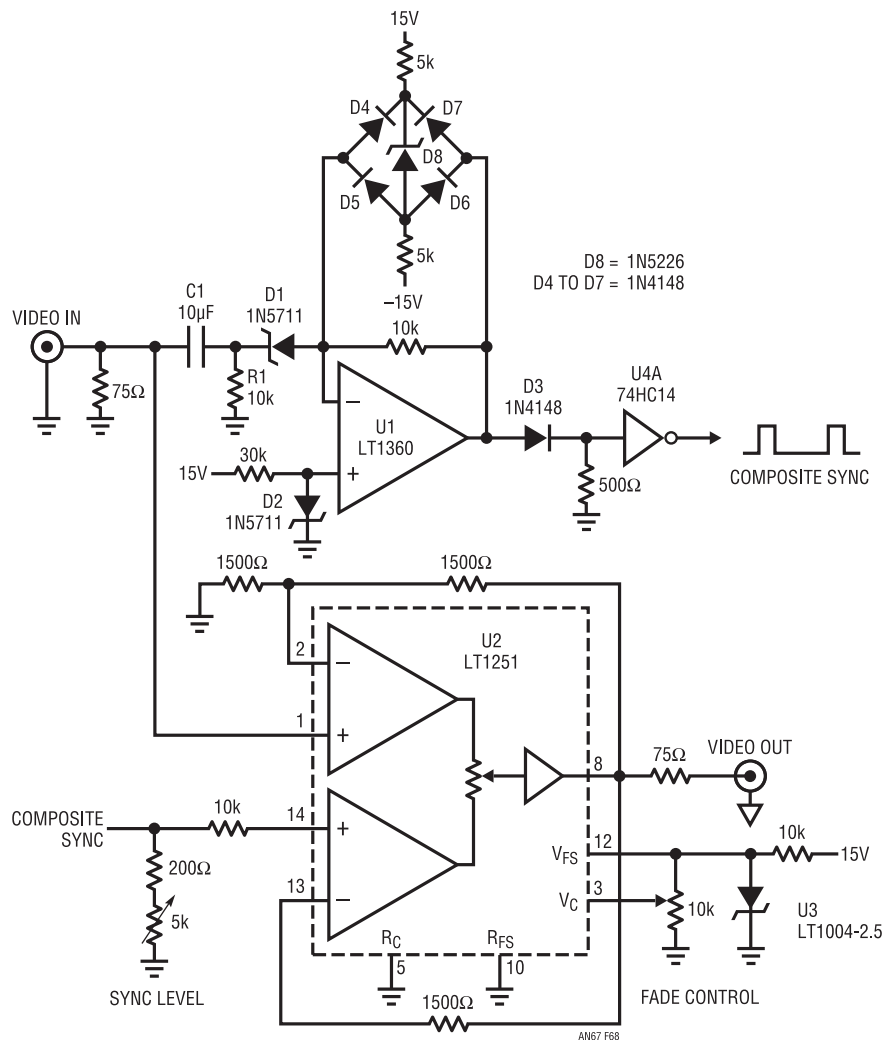 15V
5k
D4
D7
D8
D5
D6
5k
–15V
D8 = 1N5226
D4 TO D7 = 1N4148
C1
10µF
D1
1N5711
VIDEO IN
75Ω
R1
10k
10k
U1
LT1360
D3
1N4148
U4A
74HC14
15V
30k
D2
1N5711
500Ω
COMPOSITE SYNC
1500Ω
1500Ω
U2
LT1251
2
1
8
75Ω
VIDEO OUT
COMPOSITE
SYNC
10k
14
200Ω
13
5k
SYNC LEVEL
12
VFS
10k
15V
3
VC
10k
U3
LT1004-2.5
RC
5
RFS
10
1500Ω
FADE CONTROL
AN67 F68